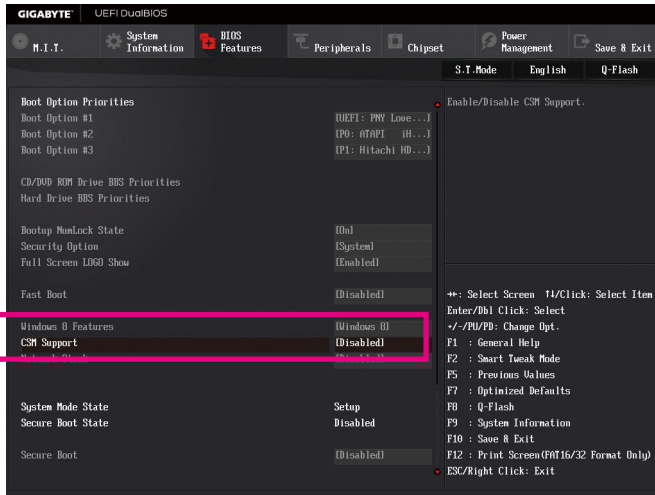 GIGABYTE™ UEFI DualBIOS
M.I.T.
System Information
BIOS Features
Peripherals
Chipset
Power Management
Save & Exit
S.T.Mode English Q-Flash
Boot Option Priorities
Boot Option #1 [UEFI: PNY Love...]
Boot Option #2 [P0: ATAPI iH...]
Boot Option #3 [P1: Hitachi HD...]
CD/DVD ROM Drive BBS Priorities
Hard Drive BBS Priorities
Bootup NumLock State [On]
Security Option [System]
Full Screen LOGO Show [Enabled]
Fast Boot [Disabled]
Windows 8 Features [Windows 8]
CSM Support [Disabled]
System Mode State Setup
Secure Boot State Disabled
Secure Boot [Disabled]
Enable/Disable CSM Support.
→←: Select Screen ↑↓/Click: Select Item
Enter/Dbl Click: Select
+/-/PU/PD: Change Opt.
F1 : General Help
F2 : Smart Tweak Mode
F5 : Previous Values
F7 : Optimized Defaults
F8 : Q-Flash
F9 : System Information
F10 : Save & Exit
F12 : Print Screen(FAT16/32 Format Only)
ESC/Right Click: Exit